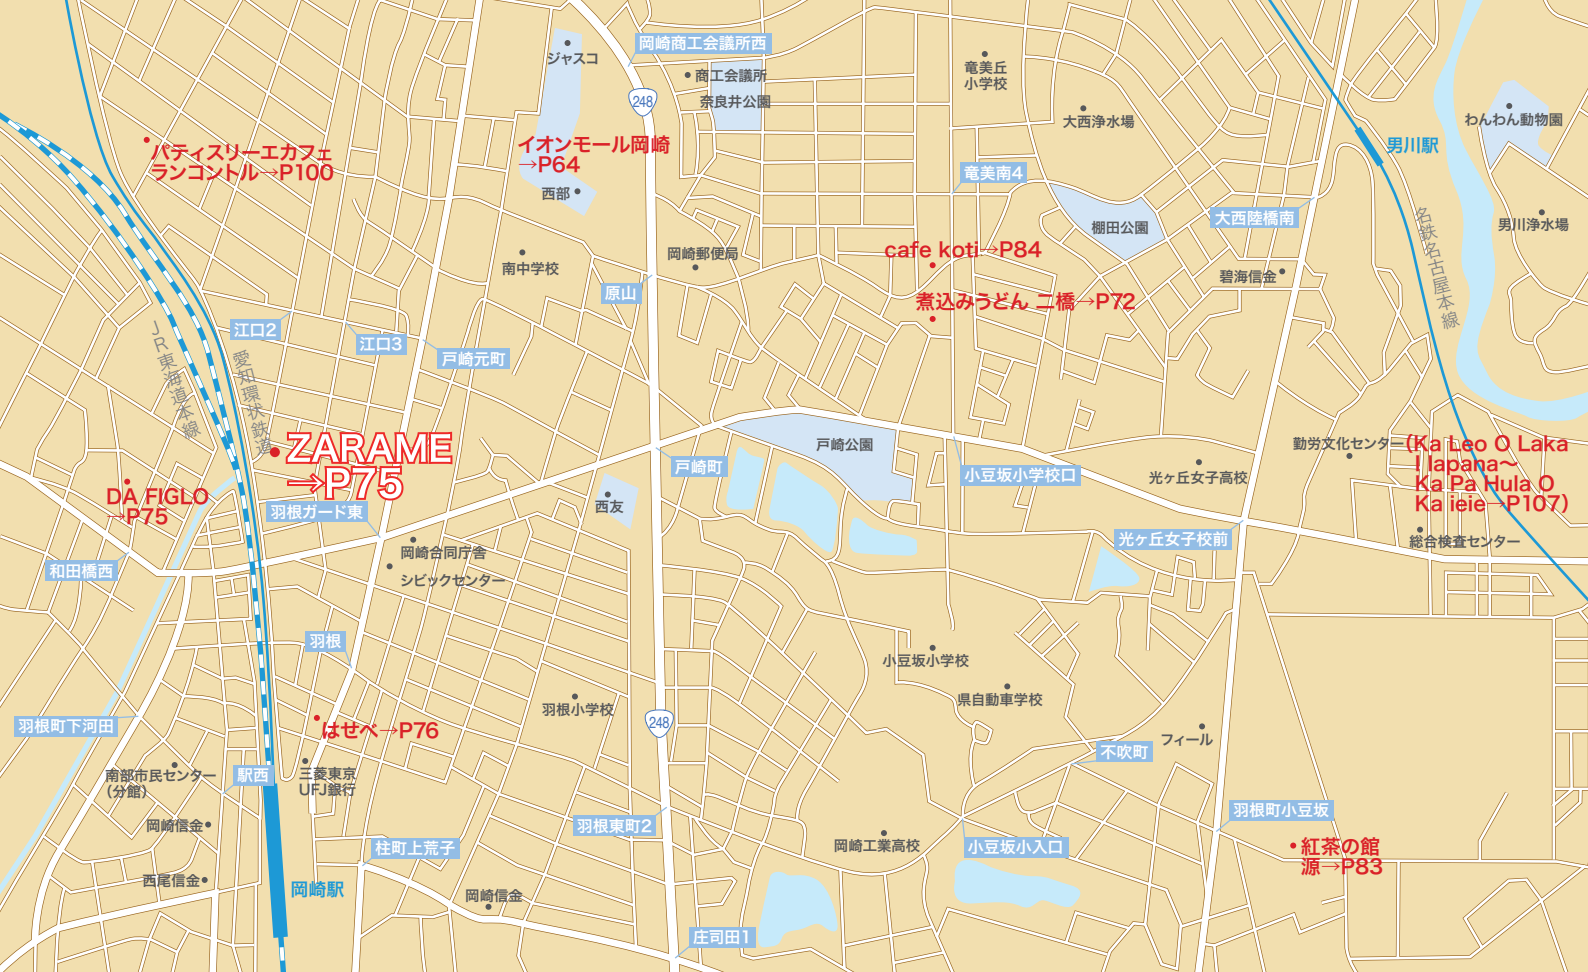 ジャスコ
岡崎商工会議所西
商工会議所
奈良井公園
248
竜美丘
小学校
大西浄水場
わんわん動物園
男川駅
パティスリーエカフェ
ランコントル→P100
イオンモール岡崎
→P64
西部
竜美南4
大西陸橋南
棚田公園
男川浄水場
名鉄名古屋本線
南中学校
岡崎郵便局
cafe koti→P84
碧海信金
原山
煮込みうどん 二橋→P72
江口2
江口3
戸崎元町
JR東海道本線
愛知環状鉄道
ZARAME
→P75
戸崎公園
戸崎町
小豆坂小学校口
光ヶ丘女子高校
勤労文化センター
(Ka Leo O Laka
I lapana〜
Ka Pa Hula O
Ka ieie→P107)
DA FIGLO
→P75
羽根ガード東
西友
岡崎合同庁舎
シビックセンター
光ヶ丘女子校前
総合検査センター
和田橋西
羽根
小豆坂小学校
県自動車学校
羽根小学校
羽根町下河田
はせべ→P76
248
フィール
不吹町
南部市民センター
(分館)
駅西
三菱東京
UFJ銀行
岡崎信金
羽根東町2
羽根町小豆坂
柱町上荒子
岡崎工業高校
小豆坂小入口
紅茶の館
源→P83
西尾信金
岡崎駅
岡崎信金
庄司田1